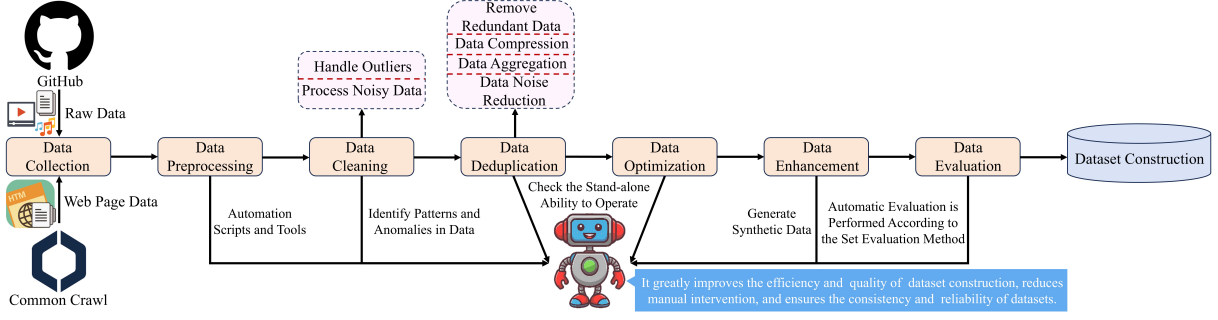 GitHub
Raw Data
Remove
Redundant Data
Data Compression
Data Aggregation
Data Noise
Reduction
Handle Outliers
Process Noisy Data
Data
Collection
Data
Preprocessing
Data
Cleaning
Data
Deduplication
Data
Optimization
Data
Enhancement
Data
Evaluation
Dataset Construction
HTM
Web Page Data
Common Crawl
Automation
Scripts and Tools
Identify Patterns and
Anomalies in Data
Check the Stand-alone
Ability to Operate
Generate
Synthetic Data
Automatic Evaluation is
Performed According to
the Set Evaluation Method
It greatly improves the efficiency and quality of dataset construction, reduces
manual intervention, and ensures the consistency and reliability of datasets.